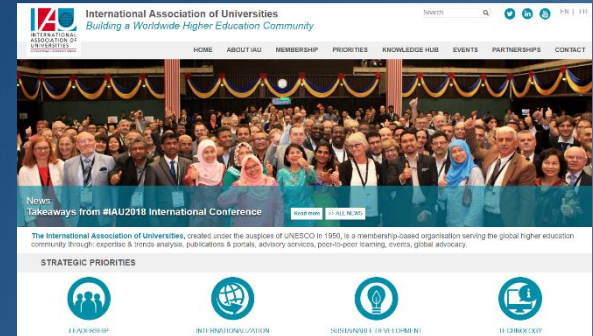 IAU
INTERNATIONAL
ASSOCIATION OF
UNIVERSITIES
International Association of Universities
Building a Worldwide Higher Education Community
Search
EN | FR
HOME ABOUT IAU MEMBERSHIP PRIORITIES KNOWLEDGE HUB EVENTS PARTNERSHIPS CONTACT
News
Takeaways from #IAU2018 International Conference
Read more >> ALL NEWS
The International Association of Universities, created under the auspices of UNESCO in 1950, is a membership-based organisation serving the global higher education
community through: expertise & trends analysis, publications & portals, advisory services, peer-to-peer learning, events, global advocacy.
STRATEGIC PRIORITIES
LEADERSHIP INTERNATIONALIZATION SUSTAINABLE DEVELOPMENT TECHNOLOGY